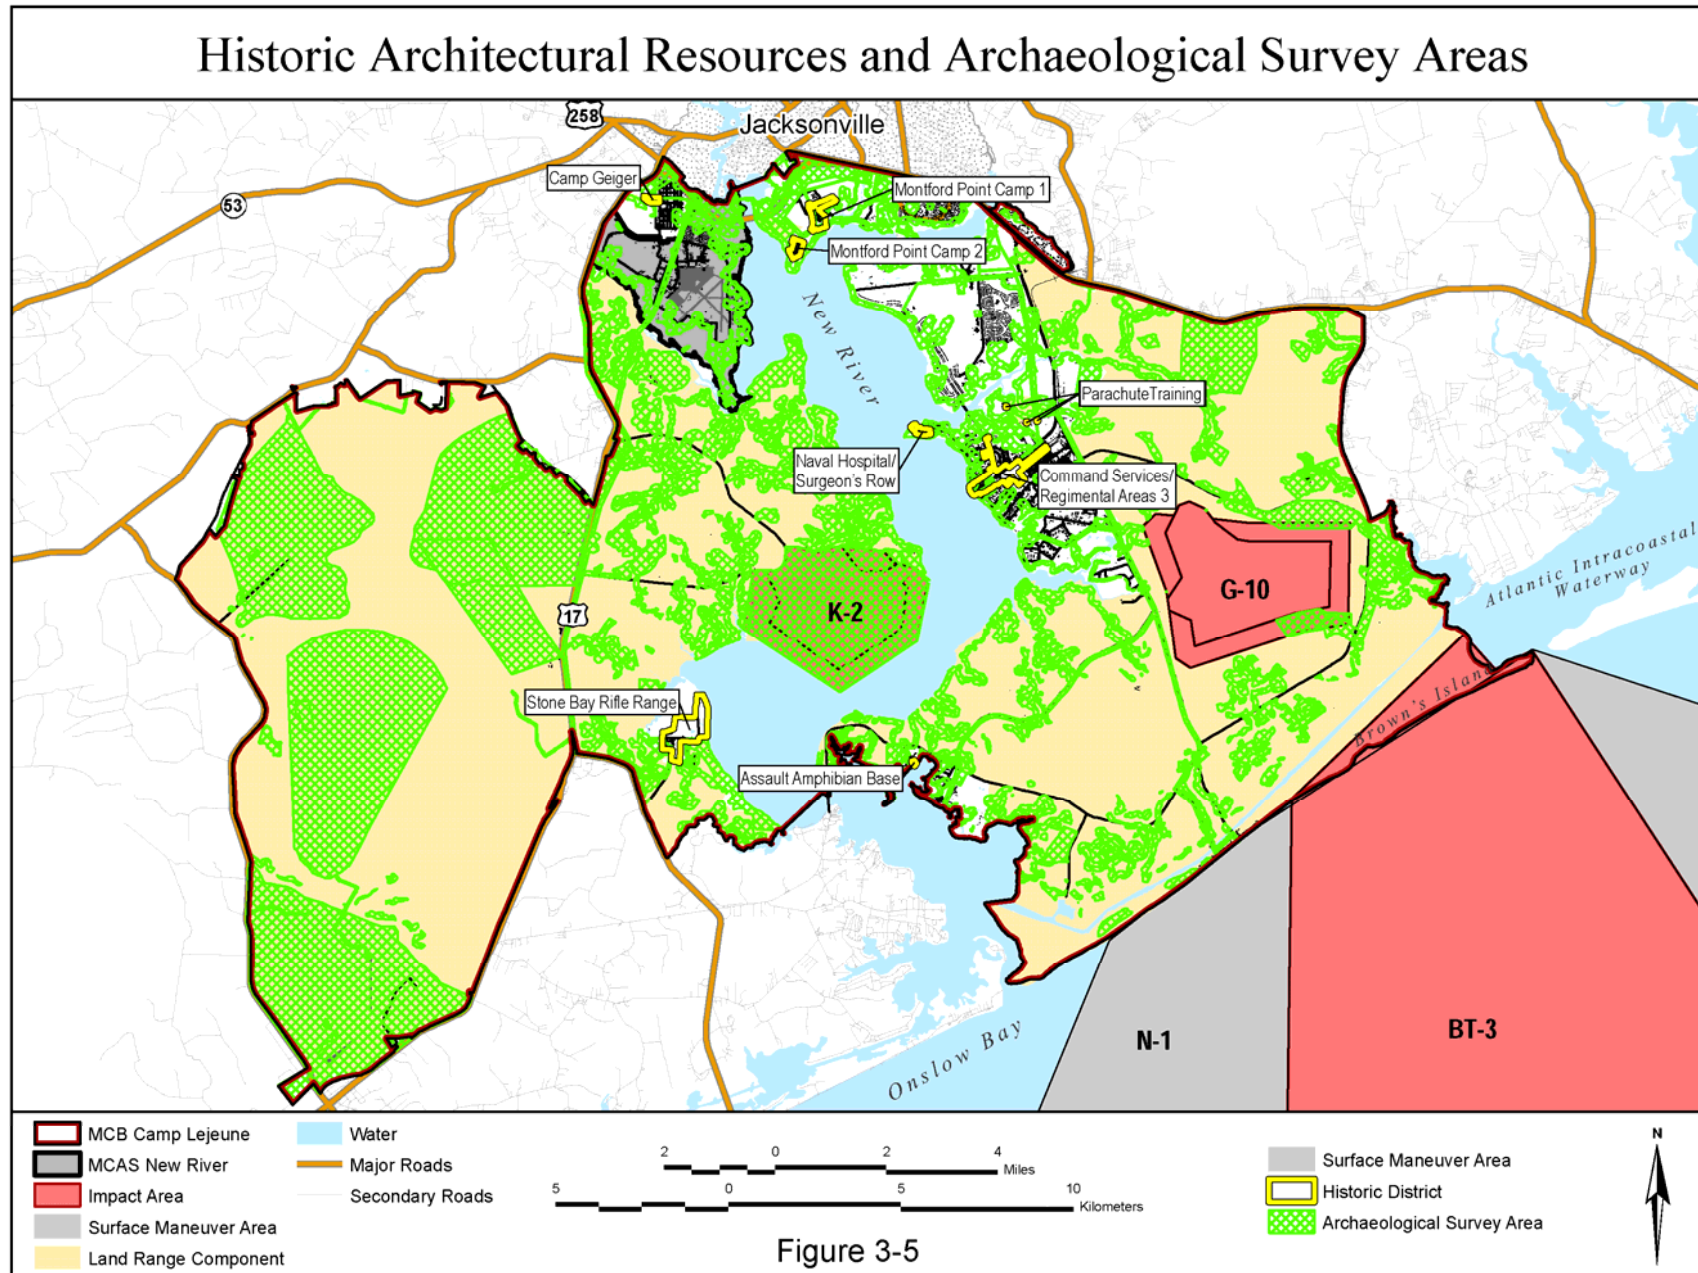 Historic Architectural Resources and Archaeological Survey Areas
258
Jacksonville
53
Camp Geiger
Montford Point Camp 1
Montford Point Camp 2
New River
ParachuteTraining
Naval Hospital/
Surgeon's Row
Command Services/
Regimental Areas 3
Atlantic Intracoastal
Waterway
G-10
K-2
17
Stone Bay Rifle Range
Brown's Island
Assault Amphibian Base
Onslow Bay
N-1
BT-3
MCB Camp Lejeune
MCAS New River
Impact Area
Surface Maneuver Area
Land Range Component
Water
Major Roads
Secondary Roads
2 0 2 4
Miles
5 0 5 10
Kilometers
Figure 3-5
Surface Maneuver Area
Historic District
Archaeological Survey Area
N